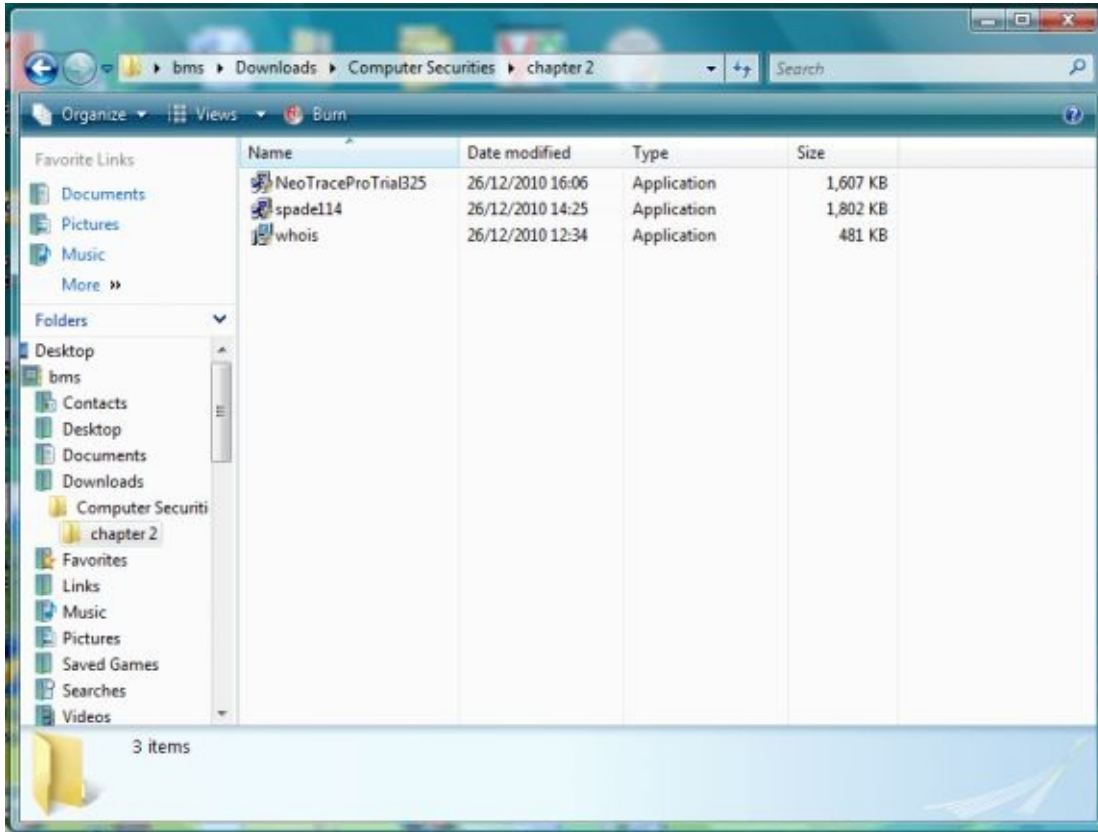 bms Downloads Computer Securities chapter 2 Search
Organize Views Burn
Favorite Links
Documents
Pictures
Music
More
Folders
Desktop
bms
Contacts
Desktop
Documents
Downloads
Computer Securiti
chapter 2
Favorites
Links
Music
Pictures
Saved Games
Searches
Videos
Name Date modified Type Size
NeoTraceProTrial325 26/12/2010 16:06 Application 1,607 KB
spade114 26/12/2010 14:25 Application 1,802 KB
whois 26/12/2010 12:34 Application 481 KB
3 items